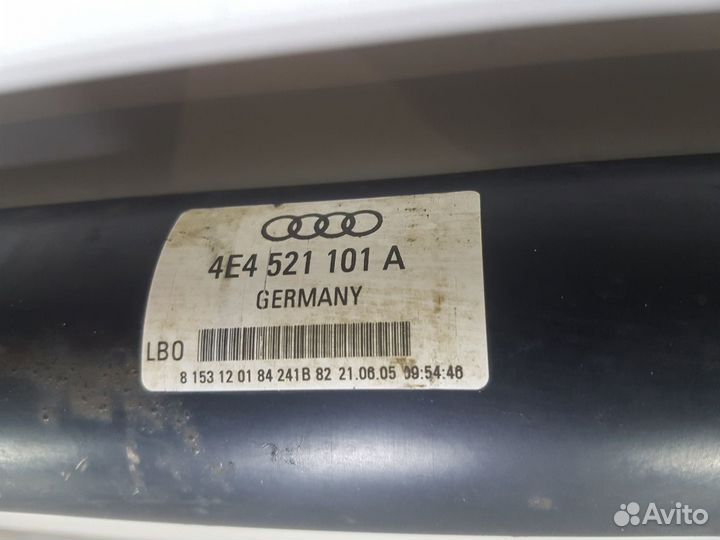 4E4 521 101 A
GERMANY
LBO
8 153 12 01 84 241B 82 21.06.05 09:54:46
Avito